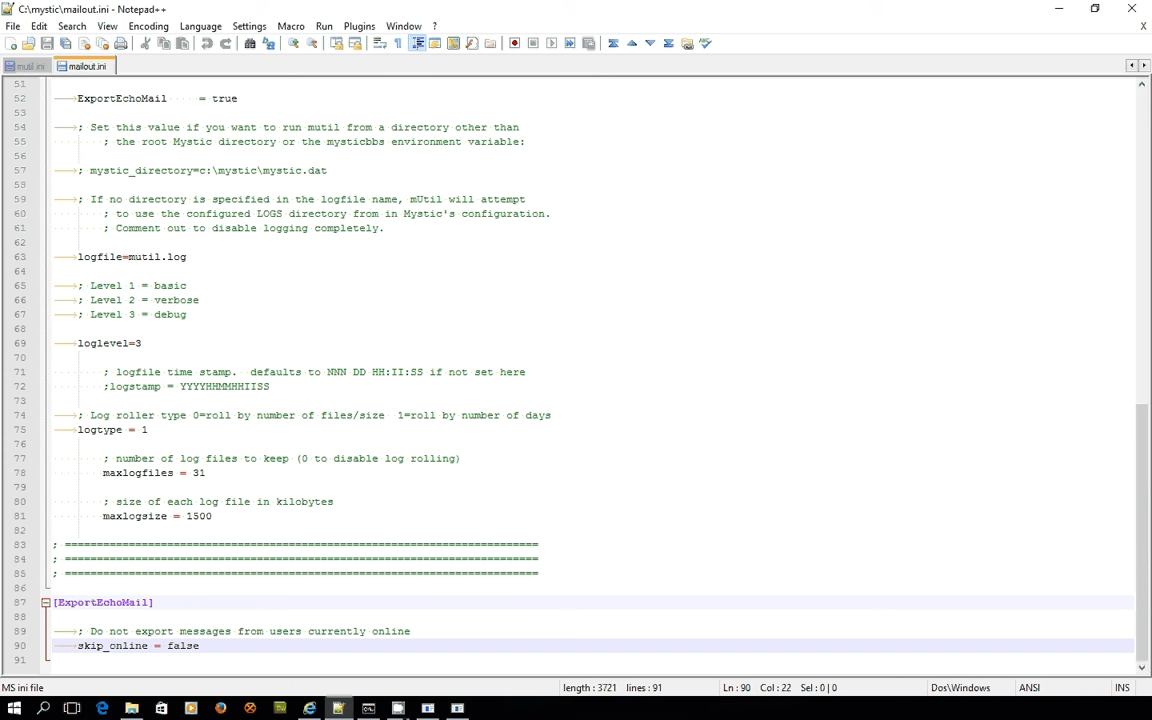 C:\mystic\mailout.ini - Notepad++
File Edit Search View Encoding Language Settings Macro Run Plugins Window ? X
mutil.ini mailout.ini
51
52 ExportEchoMail = true
53
54 ; Set this value if you want to run mutil from a directory other than
55 ; the root Mystic directory or the mysticbbs environment variable:
56
57 ; mystic_directory=c:\mystic\mystic.dat
58
59 ; If no directory is specified in the logfile name, mUtil will attempt
60 ; to use the configured LOGS directory from in Mystic's configuration.
61 ; Comment out to disable logging completely.
62
63 logfile=mutil.log
64
65 ; Level 1 = basic
66 ; Level 2 = verbose
67 ; Level 3 = debug
68
69 loglevel=3
70
71 ; logfile time stamp. defaults to NNN DD HH:II:SS if not set here
72 ;logstamp = YYYYHHMMHHIISS
73
74 ; Log roller type 0=roll by number of files/size 1=roll by number of days
75 logtype = 1
76
77 ; number of log files to keep (0 to disable log rolling)
78 maxlogfiles = 31
79
80 ; size of each log file in kilobytes
81 maxlogsize = 1500
82
83 ; ==========================================================================
84 ; ==========================================================================
85 ; ==========================================================================
86
87 [ExportEchoMail]
88
89 ; Do not export messages from users currently online
90 skip_online = false
91
MS ini file length : 3721 lines : 91 Ln : 90 Col : 22 Sel : 0 | 0 Dos\Windows ANSI INS